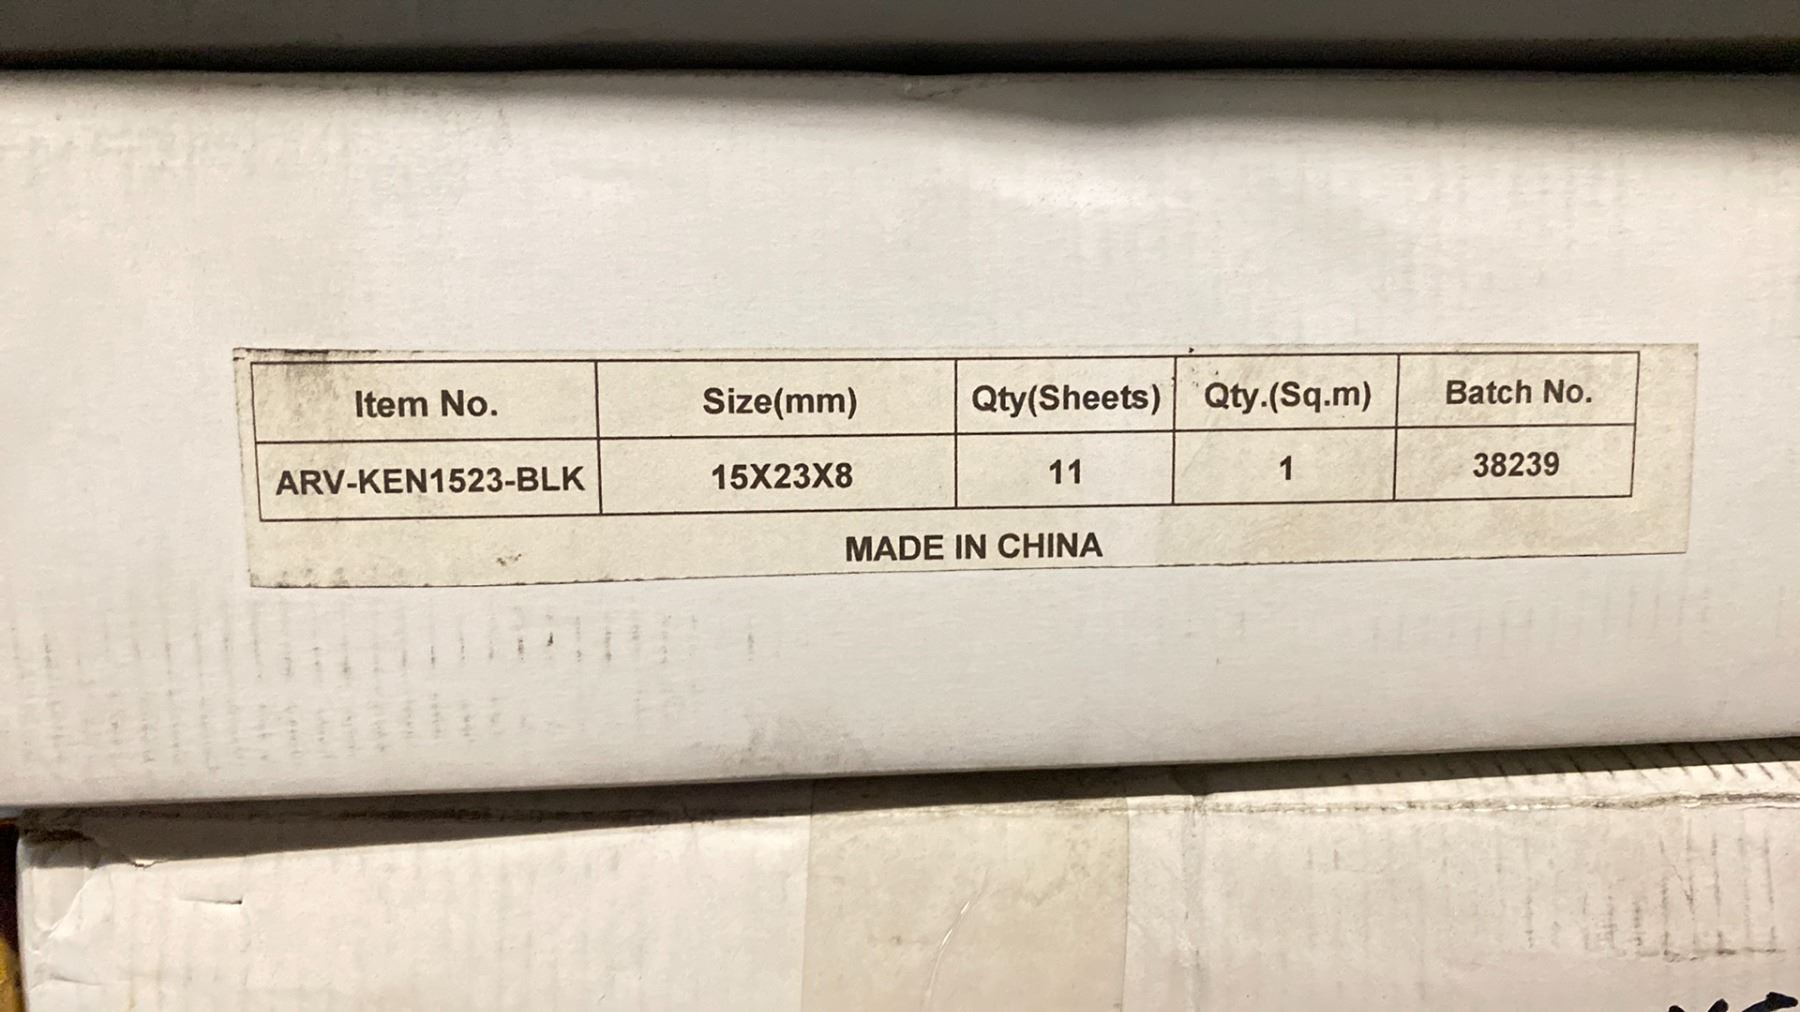 Item No. Size(mm) Qty(Sheets) Qty.(Sq.m) Batch No.
ARV-KEN1523-BLK 15X23X8 11 1 38239
MADE IN CHINA